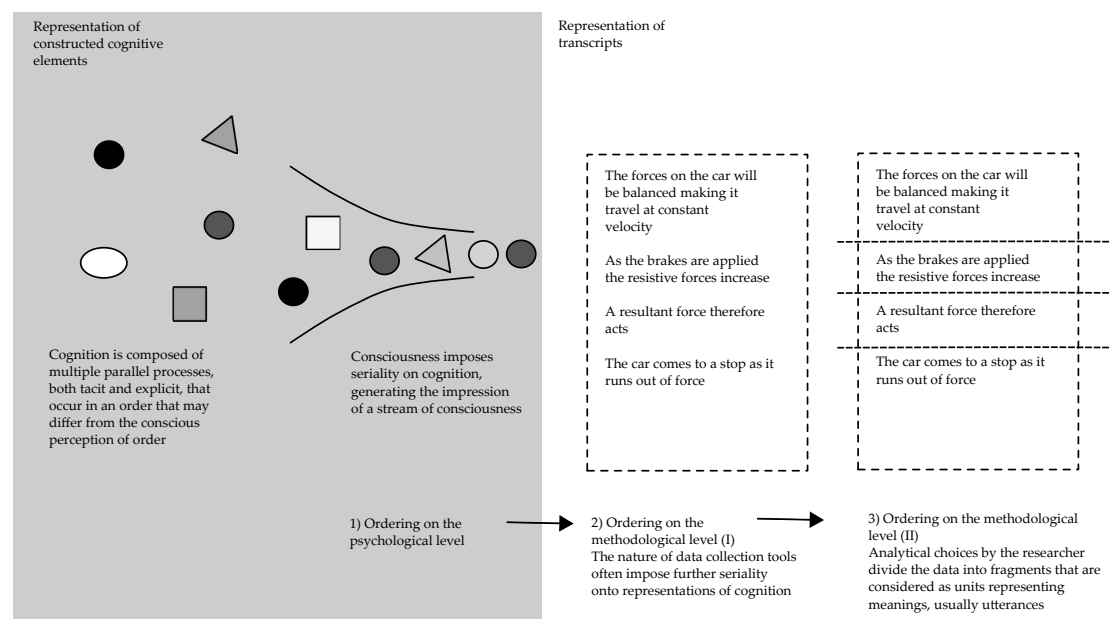 Representation of
constructed cognitive
elements
Representation of
transcripts
The forces on the car will
be balanced making it
travel at constant
velocity
As the brakes are applied
the resistive forces increase
A resultant force therefore
acts
The car comes to a stop as it
runs out of force
The forces on the car will
be balanced making it
travel at constant
velocity
As the brakes are applied
the resistive forces increase
A resultant force therefore
acts
The car comes to a stop as it
runs out of force
Cognition is composed of
multiple parallel processes,
both tacit and explicit, that
occur in an order that may
differ from the conscious
perception of order
Consciousness imposes
seriality on cognition,
generating the impression
of a stream of consciousness
1) Ordering on the
psychological level
2) Ordering on the
methodological level (I)
The nature of data collection tools
often impose further seriality
onto representations of cognition
3) Ordering on the methodological
level (II)
Analytical choices by the researcher
divide the data into fragments that are
considered as units representing
meanings, usually utterances